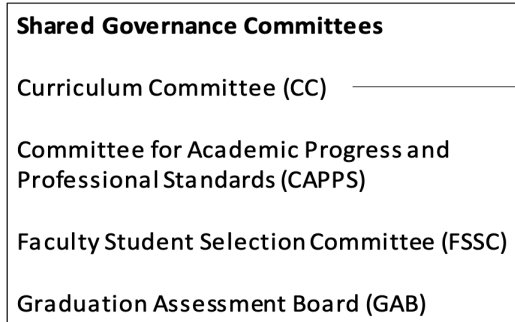 Shared Governance Committees
Curriculum Committee (CC)
Committee for Academic Progress and
Professional Standards (CAPPS)
Faculty Student Selection Committee (FSSC)
Graduation Assessment Board (GAB)